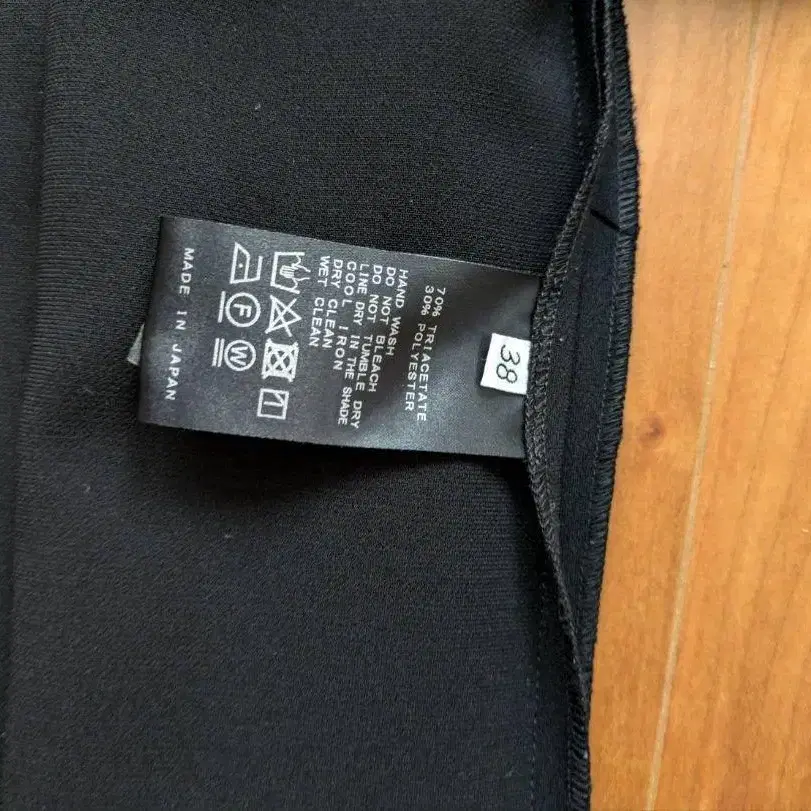 38
70% TRIACETATE
30% POLYESTER
HAND WASH
DO NOT BLEACH
DO NOT TUMBLE DRY
LINE DRY IN THE SHADE
COOL IRON
DRY CLEAN
WET CLEAN
F
W
MADE IN JAPAN